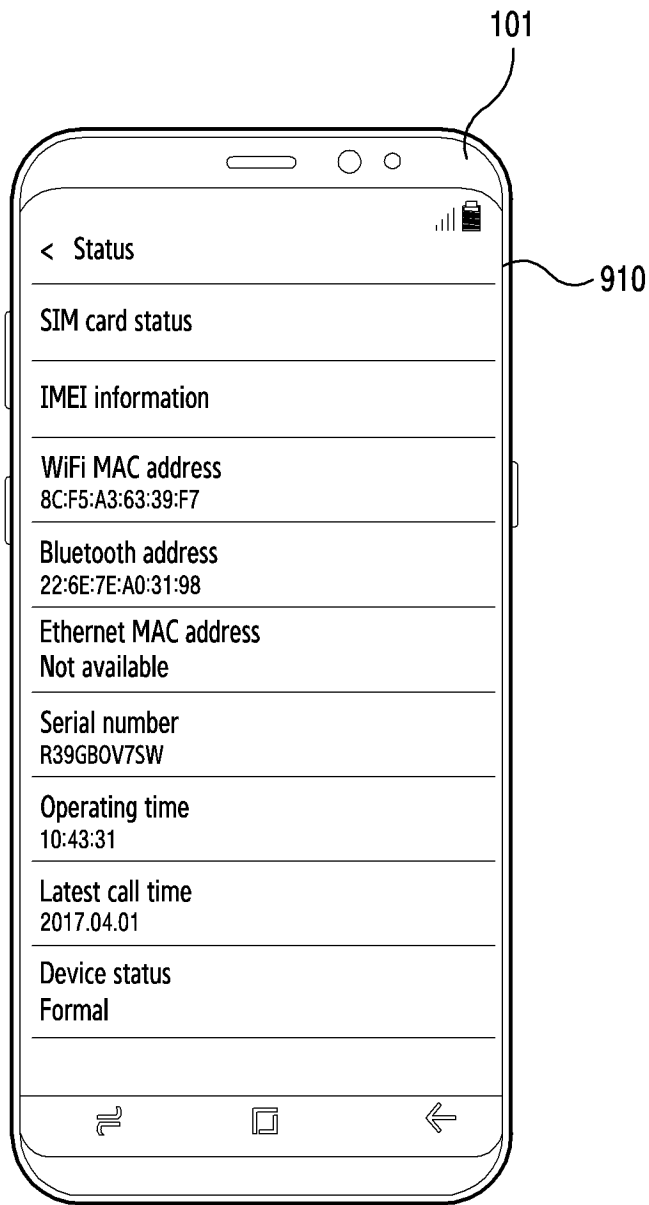 101
< Status
910
SIM card status
IMEI information
WiFi MAC address
8C:F5:A3:63:39:F7
Bluetooth address
22:6E:7E:A0:31:98
Ethernet MAC address
Not available
Serial number
R39GBOV7SW
Operating time
10:43:31
Latest call time
2017.04.01
Device status
Formal